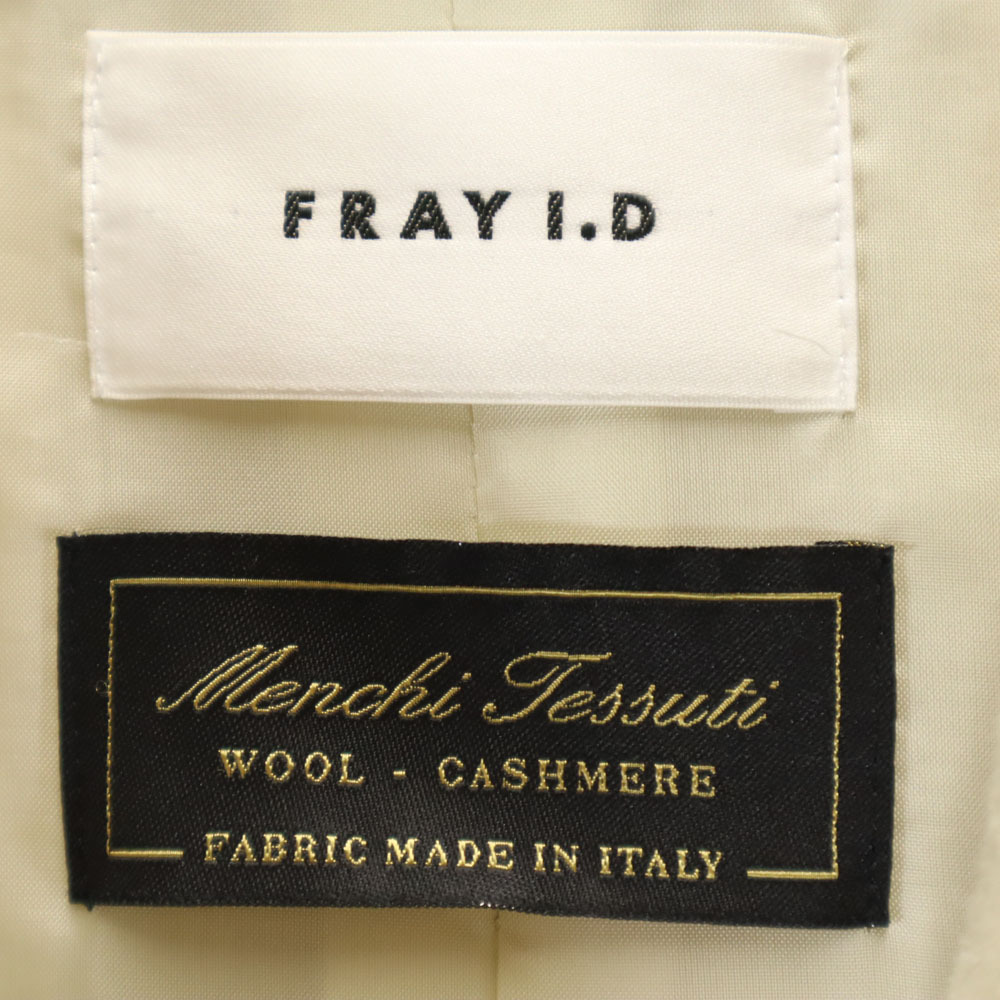 FRAY I.D
Menchi Tessuti
WOOL - CASHMERE
FABRIC MADE IN ITALY